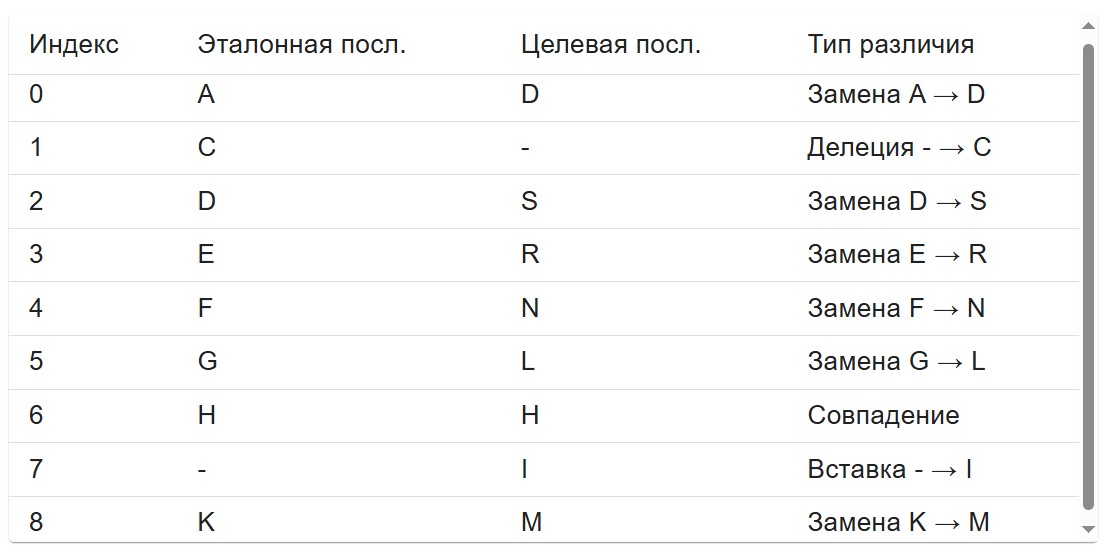 Индекс Эталонная посл. Целевая посл. Тип различия
0 A D Замена A → D
1 C - Делеция - → C
2 D S Замена D → S
3 E R Замена E → R
4 F N Замена F → N
5 G L Замена G → L
6 H H Совпадение
7 - I Вставка - → I
8 K M Замена K → M